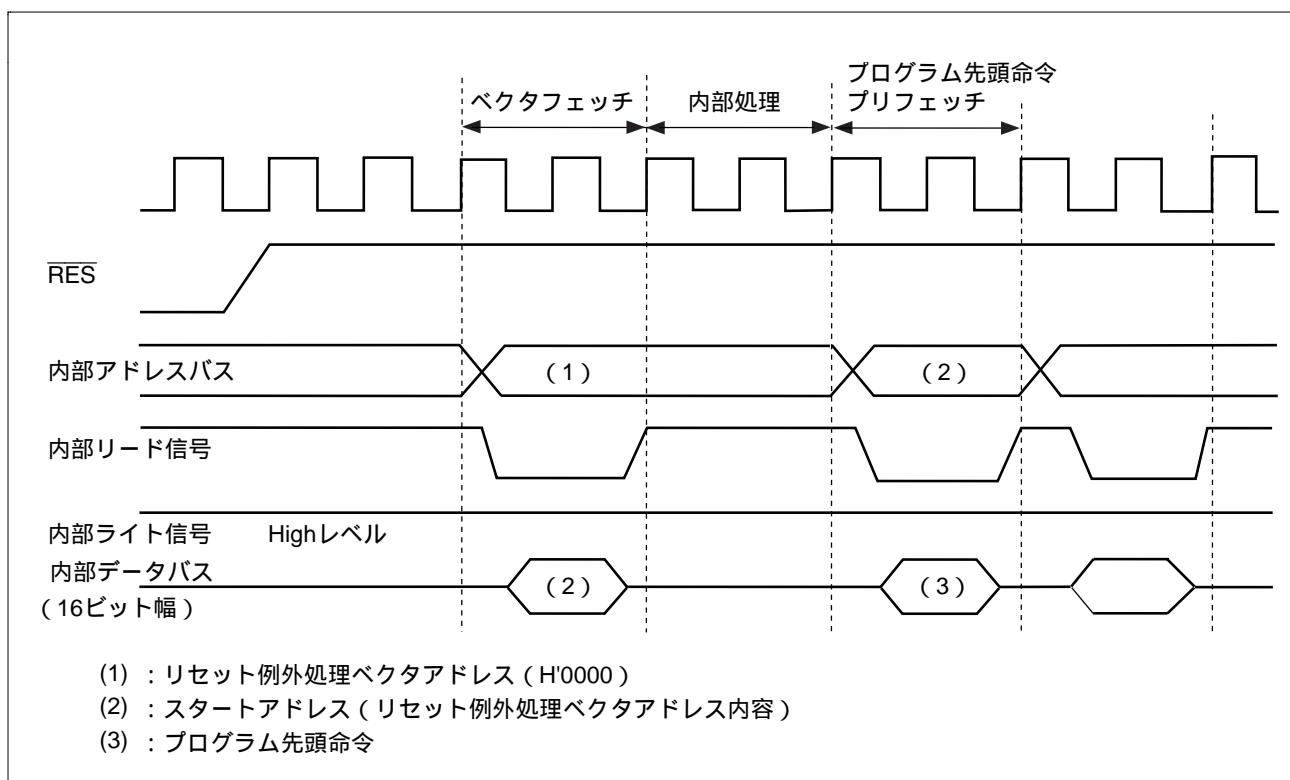 プログラム先頭命令
ベクタフェッチ 内部処理 プリフェッチ
RES
内部アドレスバス (1) (2)
内部リード信号
内部ライト信号 Highレベル
内部データバス (2) (3)
(16ビット幅)
(1) :リセット例外処理ベクタアドレス(H'0000)
(2) :スタートアドレス(リセット例外処理ベクタアドレス内容)
(3) :プログラム先頭命令